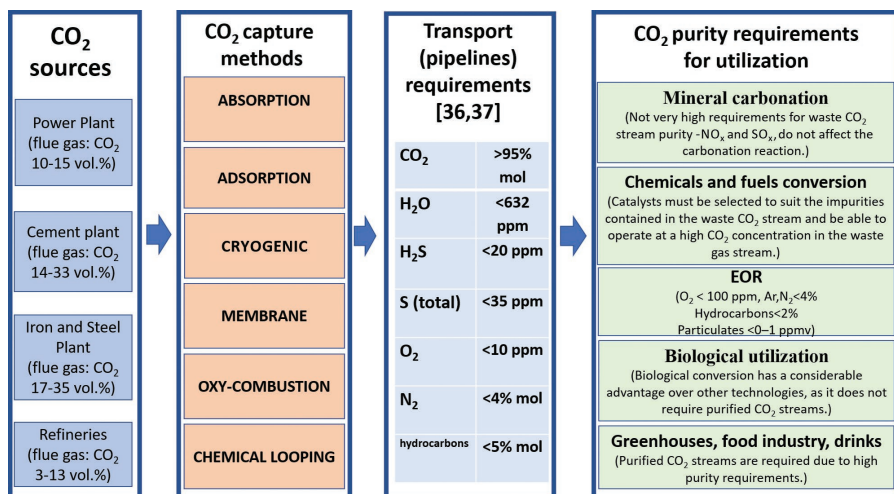 CO₂
sources
Power Plant
(flue gas: CO₂
10-15 vol.%)
Cement plant
(flue gas: CO₂
14-33 vol.%)
Iron and Steel
Plant
(flue gas: CO₂
17-35 vol.%)
Refineries
(flue gas: CO₂
3-13 vol.%)
CO₂ capture
methods
ABSORPTION
ADSORPTION
CRYOGENIC
MEMBRANE
OXY-COMBUSTION
CHEMICAL LOOPING
Transport
(pipelines)
requirements
[36,37]
CO₂ >95%
mol
H₂O <632
ppm
H₂S <20 ppm
S (total) <35 ppm
O₂ <10 ppm
N₂ <4% mol
hydrocarbons <5% mol
CO₂ purity requirements
for utilization
Mineral carbonation
(Not very high requirements for waste CO₂
stream purity -NOₓ and SOₓ, do not affect the
carbonation reaction.)
Chemicals and fuels conversion
(Catalysts must be selected to suit the impurities
contained in the waste CO₂ stream and be able to
operate at a high CO₂ concentration in the waste
gas stream.)
EOR
(O₂ < 100 ppm, Ar,N₂<4%
Hydrocarbons<2%
Particulates <0–1 ppmv)
Biological utilization
(Biological conversion has a considerable
advantage over other technologies, as it does not
require purified CO₂ streams.)
Greenhouses, food industry, drinks
(Purified CO₂ streams are required due to high
purity requirements.)